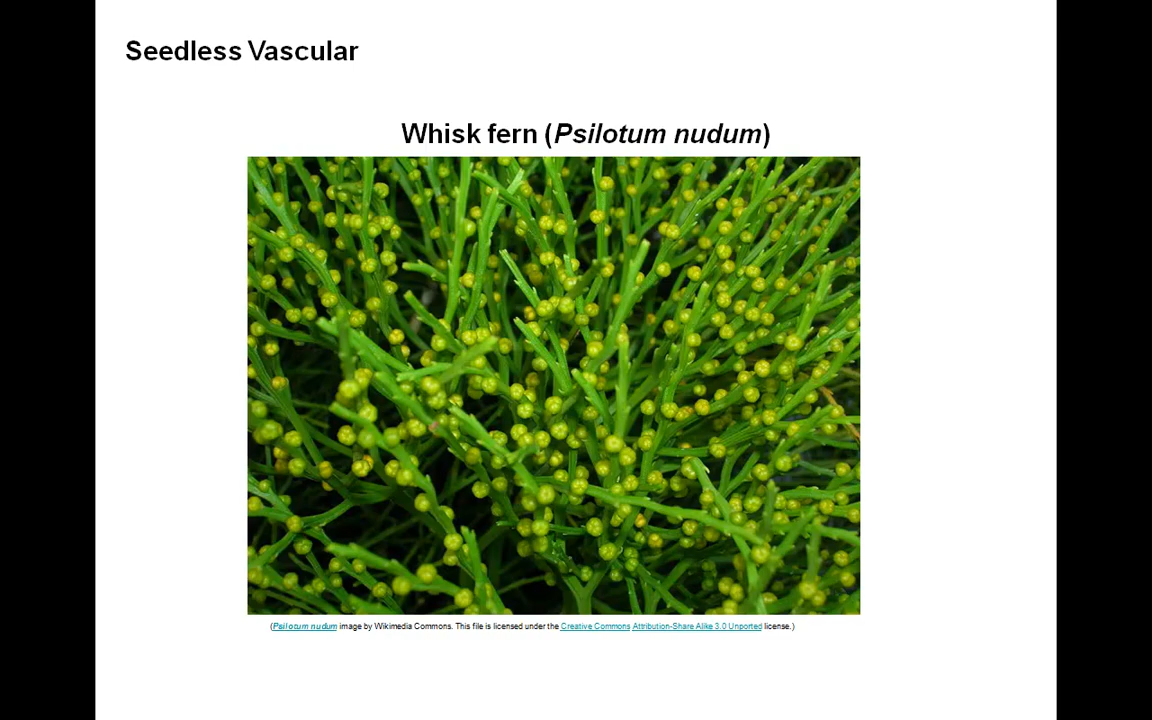 Seedless Vascular
Whisk fern (Psilotum nudum)
(Psilotum nudum image by Wikimedia Commons. This file is licensed under the Creative Commons Attribution-Share Alike 3.0 Unported license.)